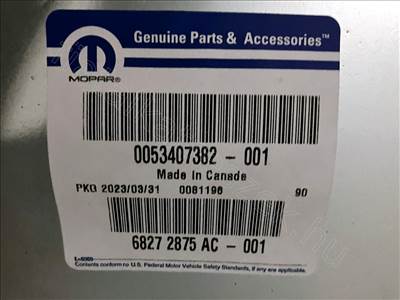 Genuine Parts & Accessories™
MOPAR®
0053407382 - 001
Made In Canada
PKG 2023/03/31 0081196 90
6827 2875 AC - 001
Contents conform to U.S. Federal Motor Vehicle Safety Standards, if any are applicable.